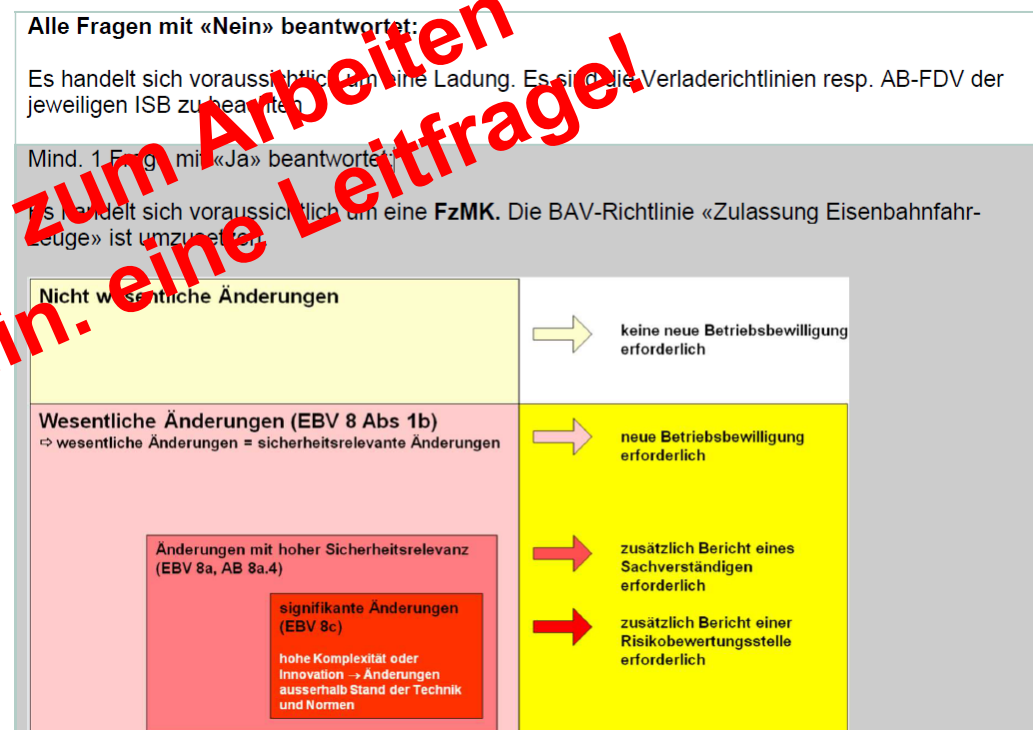 Alle Fragen mit «Nein» beantwortet:
Es handelt sich voraussichtlich um eine Ladung. Es sind die Verladerichtlinien resp. AB-FDV der
jeweiligen ISB zu beachten
Mind. 1 Frage mit «Ja» beantwortet:
Es handelt sich voraussichtlich um eine FzMK. Die BAV-Richtlinie «Zulassung Eisenbahnfahr-
zeuge» ist umzusetzen.
zum Arbeiten
in. eine Leitfrage!
Nicht wesentliche Änderungen
keine neue Betriebsbewilligung
erforderlich
Wesentliche Änderungen (EBV 8 Abs 1b)
⇨ wesentliche Änderungen = sicherheitsrelevante Änderungen
neue Betriebsbewilligung
erforderlich
Änderungen mit hoher Sicherheitsrelevanz
(EBV 8a, AB 8a.4)
zusätzlich Bericht eines
Sachverständigen
erforderlich
signifikante Änderungen
(EBV 8c)
hohe Komplexität oder
Innovation → Änderungen
ausserhalb Stand der Technik
und Normen
zusätzlich Bericht einer
Risikobewertungsstelle
erforderlich